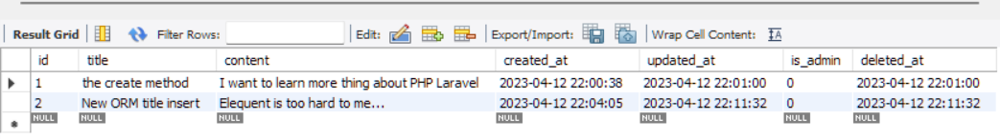 Result Grid Filter Rows: Edit: Export/Import: Wrap Cell Content: IA
id title content created_at updated_at is_admin deleted_at
1 the create method I want to learn more thing about PHP Laravel 2023-04-12 22:00:38 2023-04-12 22:01:00 0 2023-04-12 22:01:00
2 New ORM title insert Elequent is too hard to me... 2023-04-12 22:04:05 2023-04-12 22:11:32 0 2023-04-12 22:11:32
NULL NULL NULL NULL NULL NULL NULL